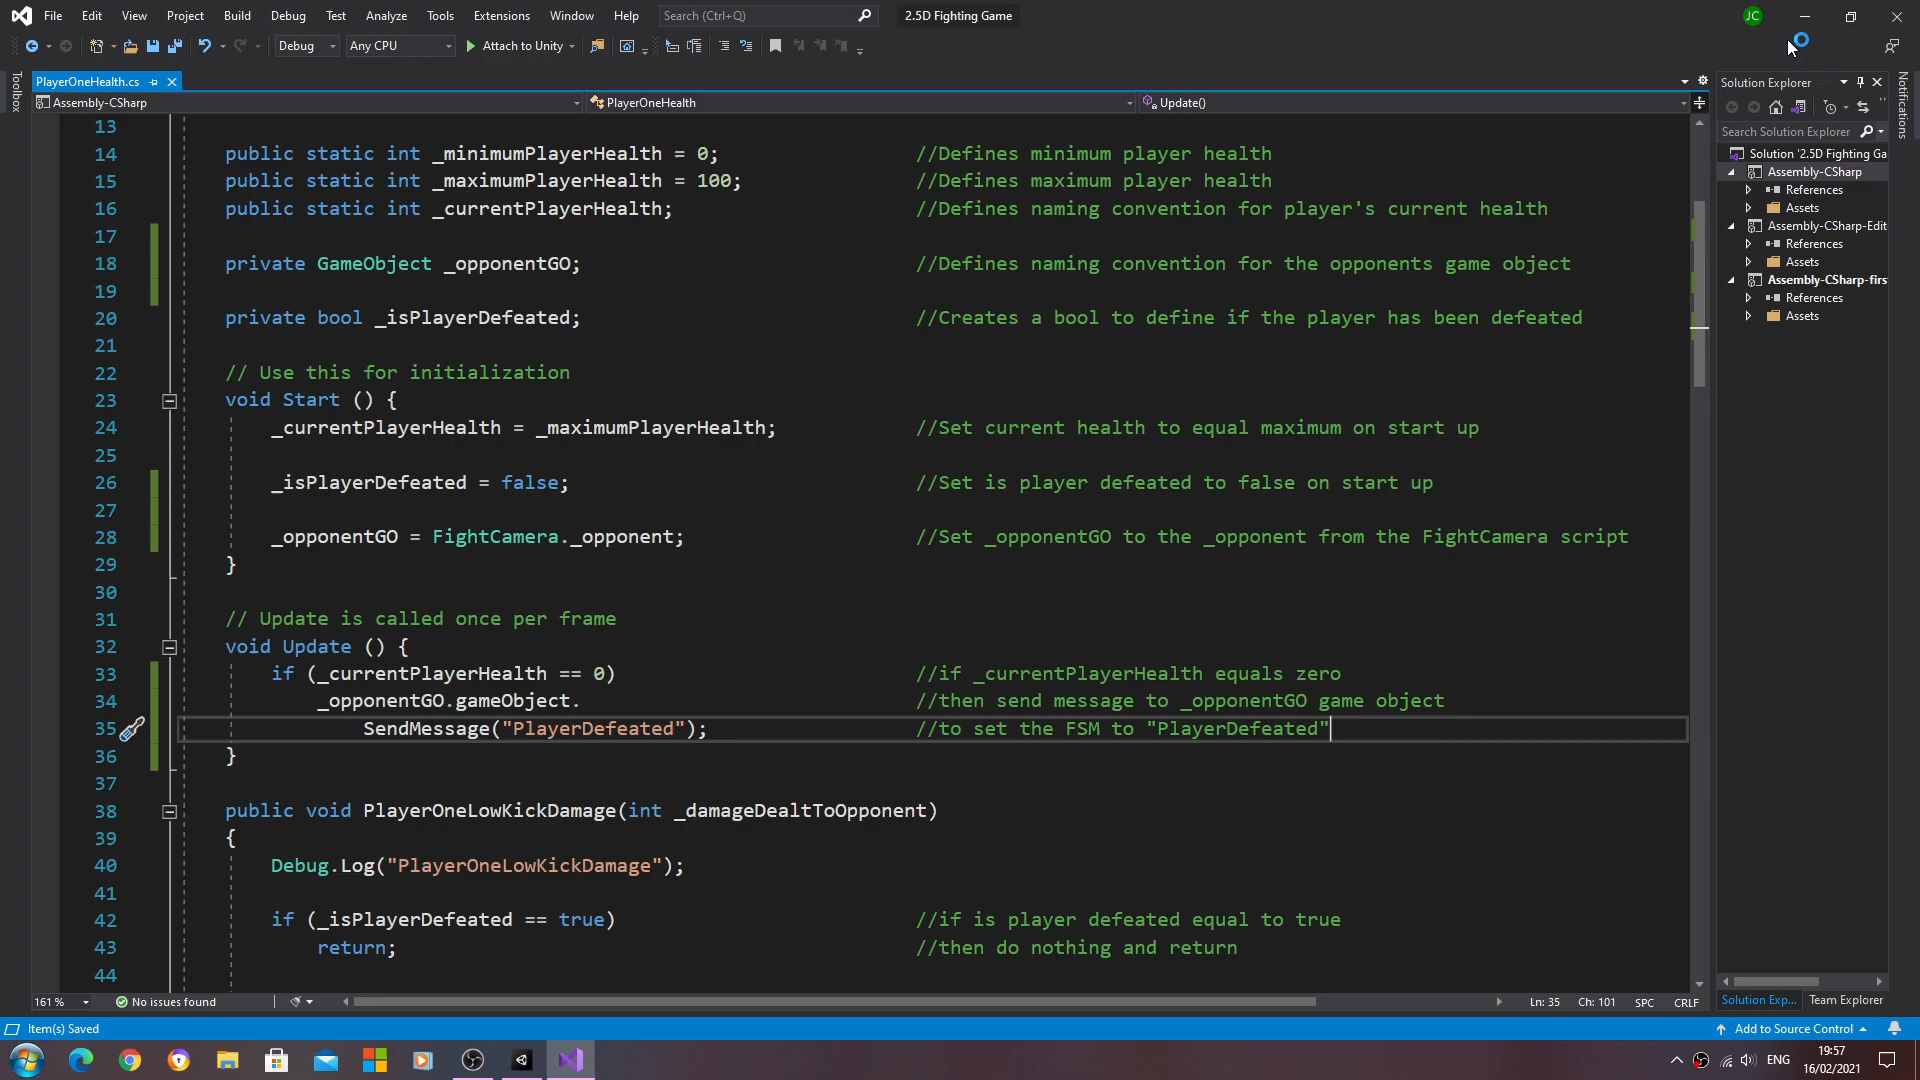 File Edit View Project Build Debug Test Analyze Tools Extensions Window Help Search (Ctrl+Q) 2.5D Fighting Game JC
Debug Any CPU Attach to Unity
Toolbox
PlayerOneHealth.cs
Assembly-CSharp PlayerOneHealth Update()
13
14 public static int _minimumPlayerHealth = 0; //Defines minimum player health
15 public static int _maximumPlayerHealth = 100; //Defines maximum player health
16 public static int _currentPlayerHealth; //Defines naming convention for player's current health
17
18 private GameObject _opponentGO; //Defines naming convention for the opponents game object
19
20 private bool _isPlayerDefeated; //Creates a bool to define if the player has been defeated
21
22 // Use this for initialization
23 void Start () {
24 _currentPlayerHealth = _maximumPlayerHealth; //Set current health to equal maximum on start up
25
26 _isPlayerDefeated = false; //Set is player defeated to false on start up
27
28 _opponentGO = FightCamera._opponent; //Set _opponentGO to the _opponent from the FightCamera script
29 }
30
31 // Update is called once per frame
32 void Update () {
33 if (_currentPlayerHealth == 0) //if _currentPlayerHealth equals zero
34 _opponentGO.gameObject. //then send message to _opponentGO game object
35 SendMessage("PlayerDefeated"); //to set the FSM to "PlayerDefeated"
36 }
37
38 public void PlayerOneLowKickDamage(int _damageDealtToOpponent)
39 {
40 Debug.Log("PlayerOneLowKickDamage");
41
42 if (_isPlayerDefeated == true) //if is player defeated equal to true
43 return; //then do nothing and return
44
161 % No issues found Ln: 35 Ch: 101 SPC CRLF
Solution Explorer
Search Solution Explorer
Solution '2.5D Fighting Ga
Assembly-CSharp
References
Assets
Assembly-CSharp-Edit
References
Assets
Assembly-CSharp-firs
References
Assets
Solution Exp... Team Explorer
Notifications
Item(s) Saved Add to Source Control
ENG 19:57
16/02/2021